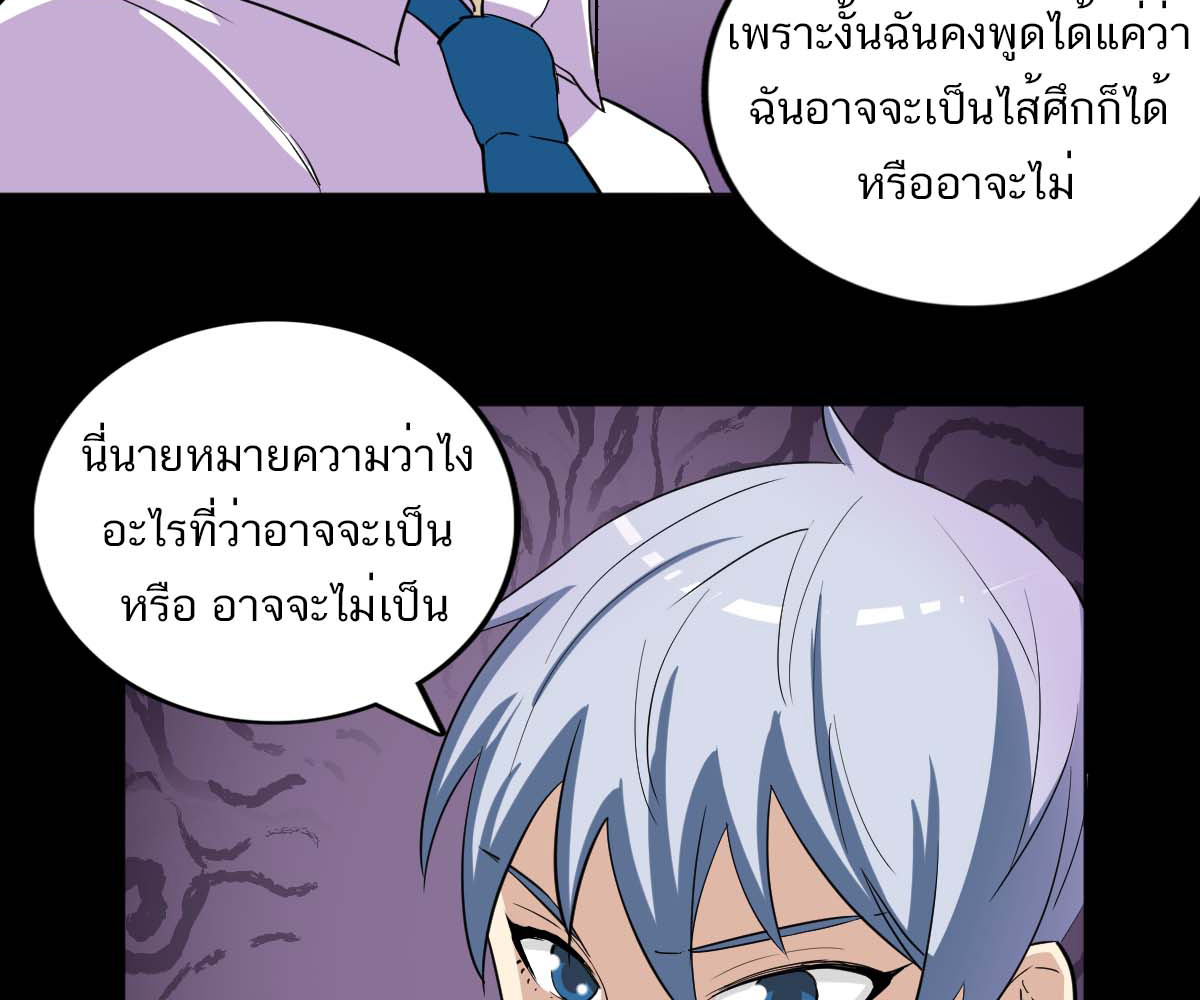 เพราะงั้นฉันคงพูดได้แค่ว่า
ฉันอาจจะเป็นไส้ศึกก็ได้
หรืออาจะไม่
นี่นายหมายความว่าไง
อะไรที่ว่าอาจจะเป็น
หรือ อาจจะไม่เป็น